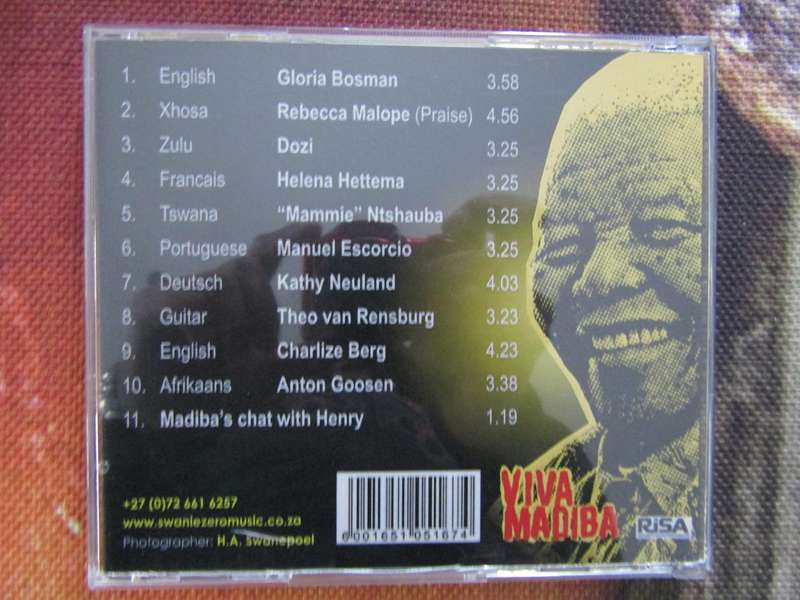 1. English Gloria Bosman 3.58
2. Xhosa Rebecca Malope (Praise) 4.56
3. Zulu Dozi 3.25
4. Francais Helena Hettema 3.25
5. Tswana “Mammie” Ntshauba 3.25
6. Portuguese Manuel Escorcio 3.25
7. Deutsch Kathy Neuland 4.03
8. Guitar Theo van Rensburg 3.23
9. English Charlize Berg 4.23
10. Afrikaans Anton Goosen 3.38
11. Madiba's chat with Henry 1.19
+27 (0)72 661 6257
www.swaniezeromusic.co.za
Photographer: H.A. swanepoel
6001651 051674
VIVA
MADIBA
RiSA